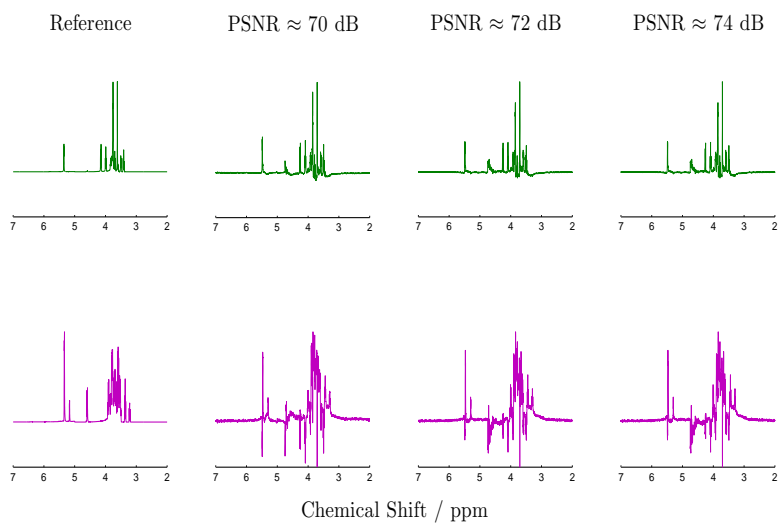 Reference PSNR ≈ 70 dB PSNR ≈ 72 dB PSNR ≈ 74 dB
7 6 5 4 3 2 7 6 5 4 3 2 7 6 5 4 3 2 7 6 5 4 3 2
7 6 5 4 3 2 7 6 5 4 3 2 7 6 5 4 3 2 7 6 5 4 3 2
Chemical Shift / ppm